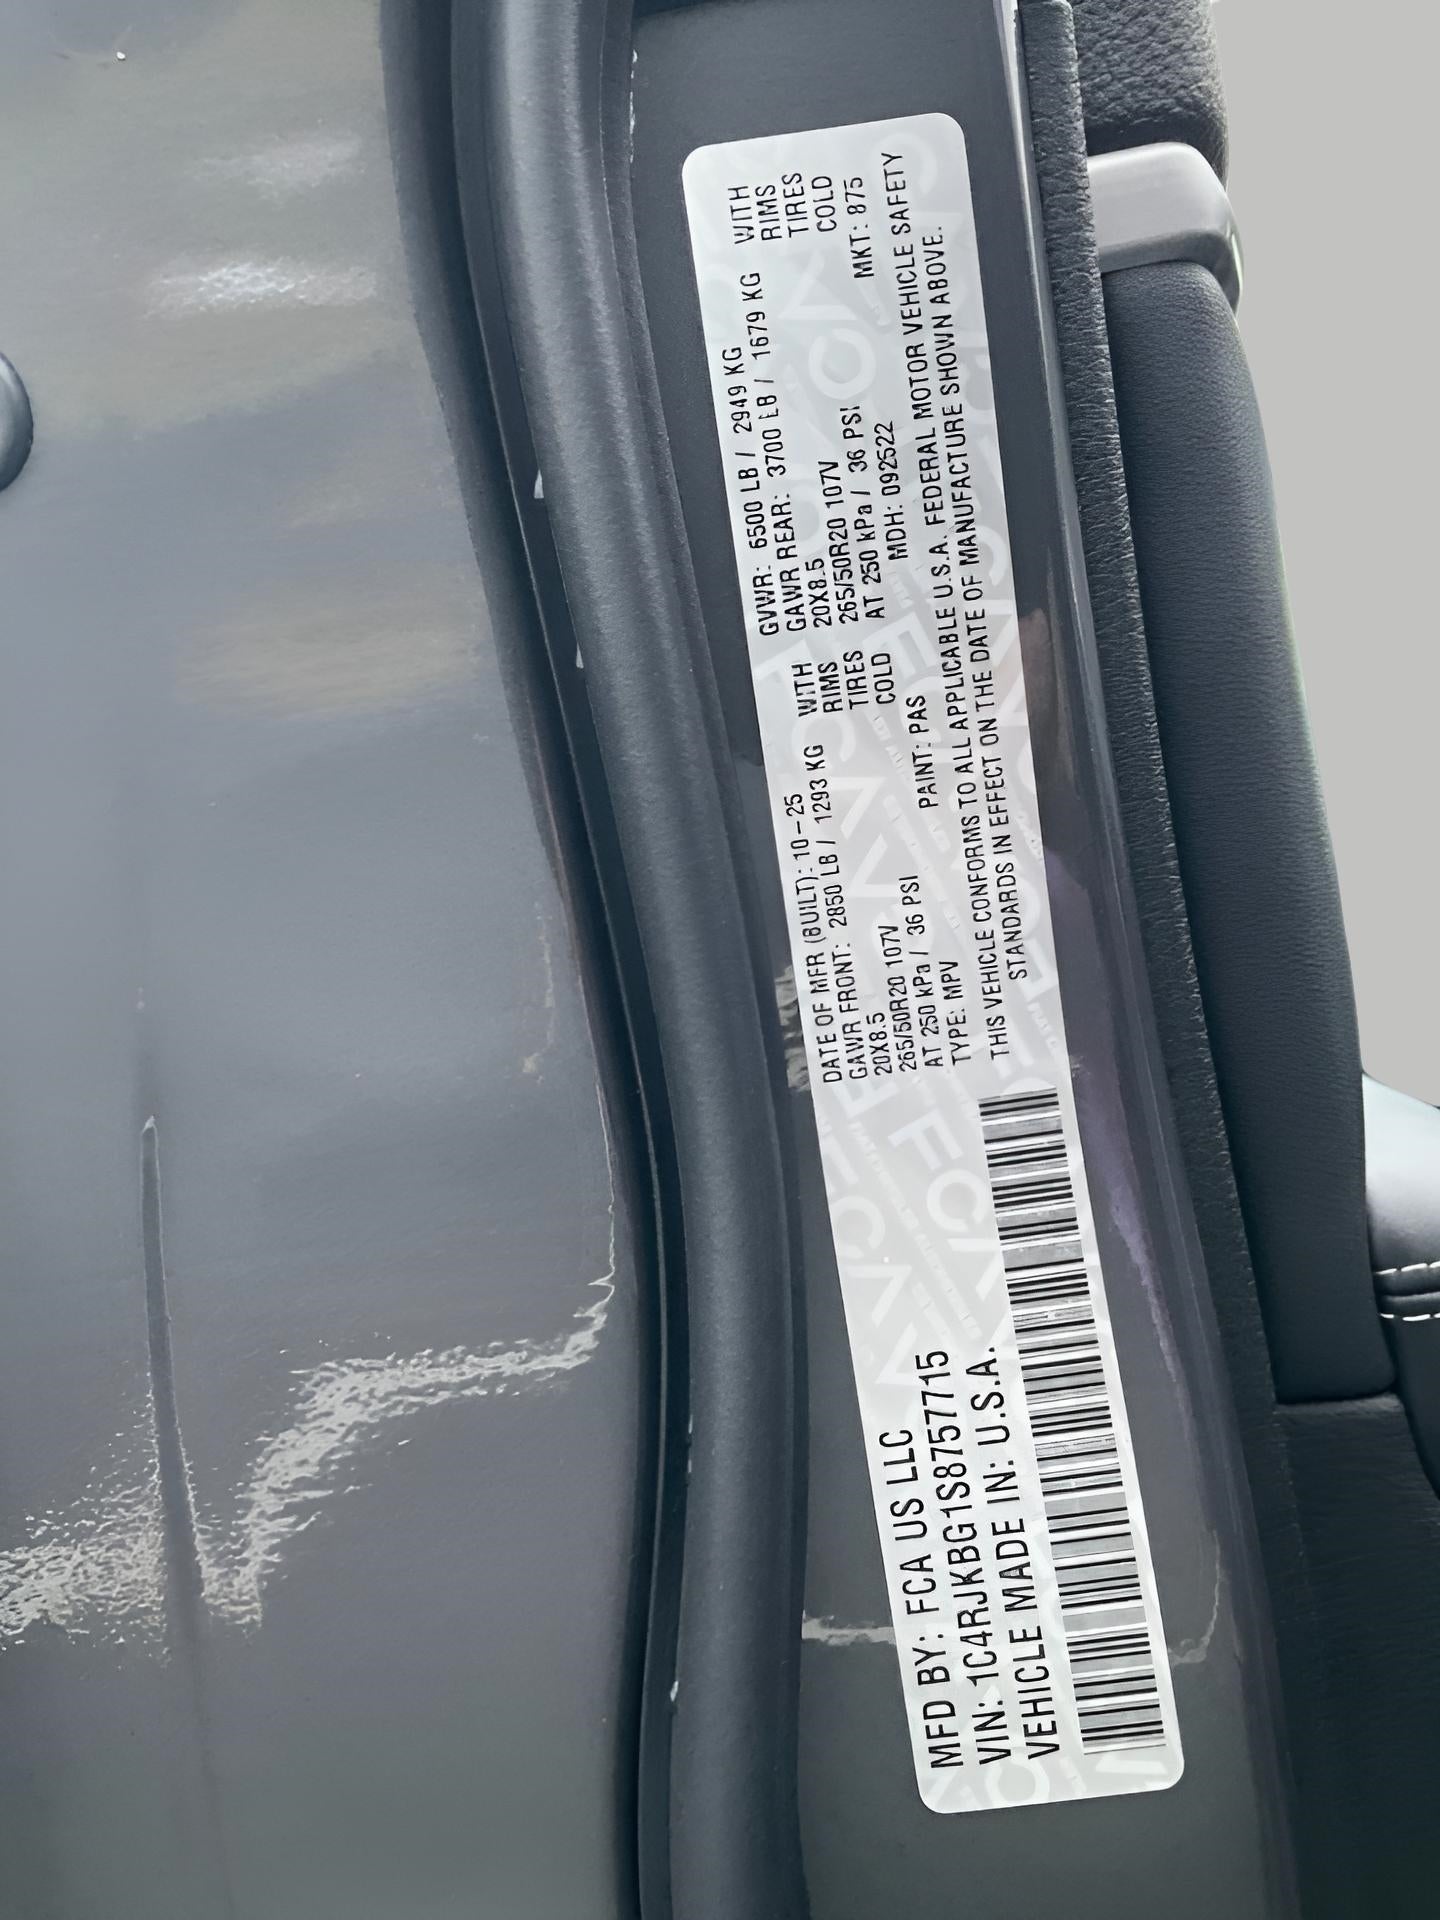 MFD BY: FCA US LLC
VIN: 1C4RJKBG1S8757715
VEHICLE MADE IN: U.S.A.
DATE OF MFR (BUILT): 10-25
GAWR FRONT: 2850 LB / 1293 KG WITH
20X8.5 RIMS
265/50R20 107V TIRES
AT 250 kPa / 36 PSI COLD
TYPE: MPV PAINT: PAS
GVWR: 6500 LB / 2949 KG
GAWR REAR: 3700 LB / 1679 KG WITH
20X8.5 RIMS
265/50R20 107V TIRES
AT 250 kPa / 36 PSI COLD
MDH: 092522 MKT: 875
THIS VEHICLE CONFORMS TO ALL APPLICABLE U.S.A. FEDERAL MOTOR VEHICLE SAFETY
STANDARDS IN EFFECT ON THE DATE OF MANUFACTURE SHOWN ABOVE.